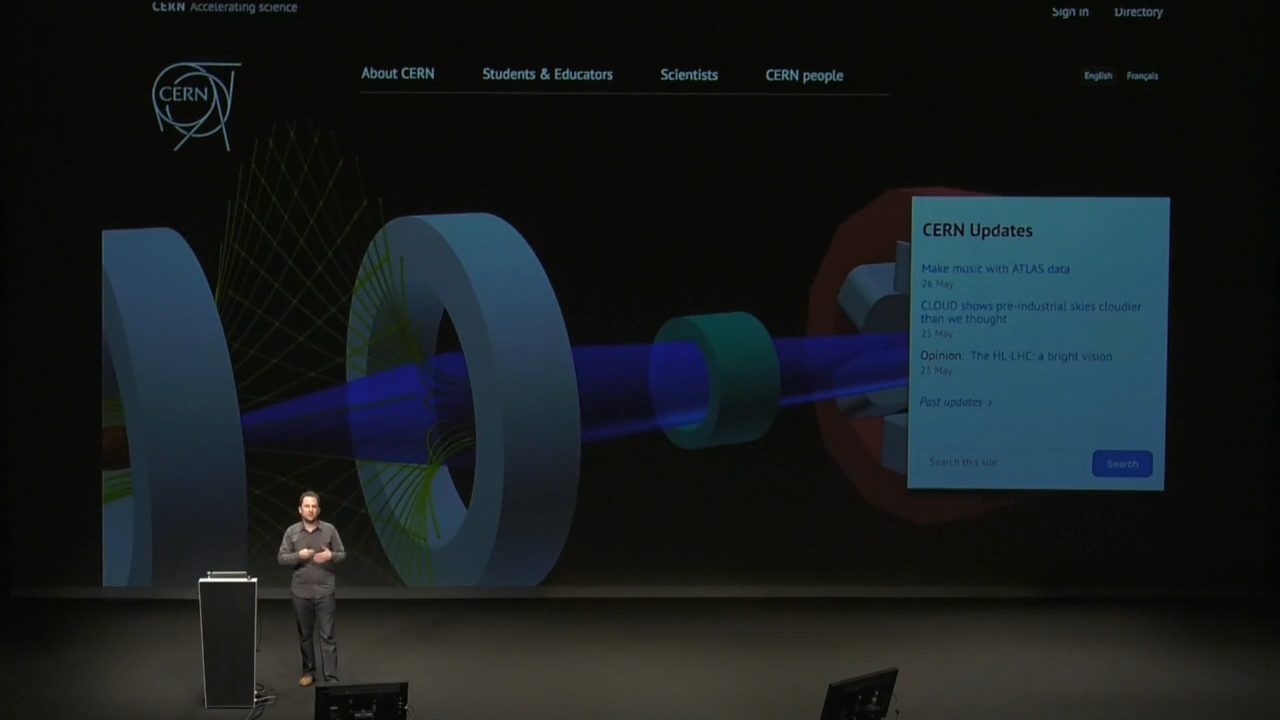 CERN Accelerating science
Sign in
Directory
CERN
About CERN
Students & Educators
Scientists
CERN people
English
Français
CERN Updates
Make music with ATLAS data
26 May
CLOUD shows pre-industrial skies cloudier
than we thought
25 May
Opinion: The HL-LHC: a bright vision
23 May
Past updates ›
Search this site
Search